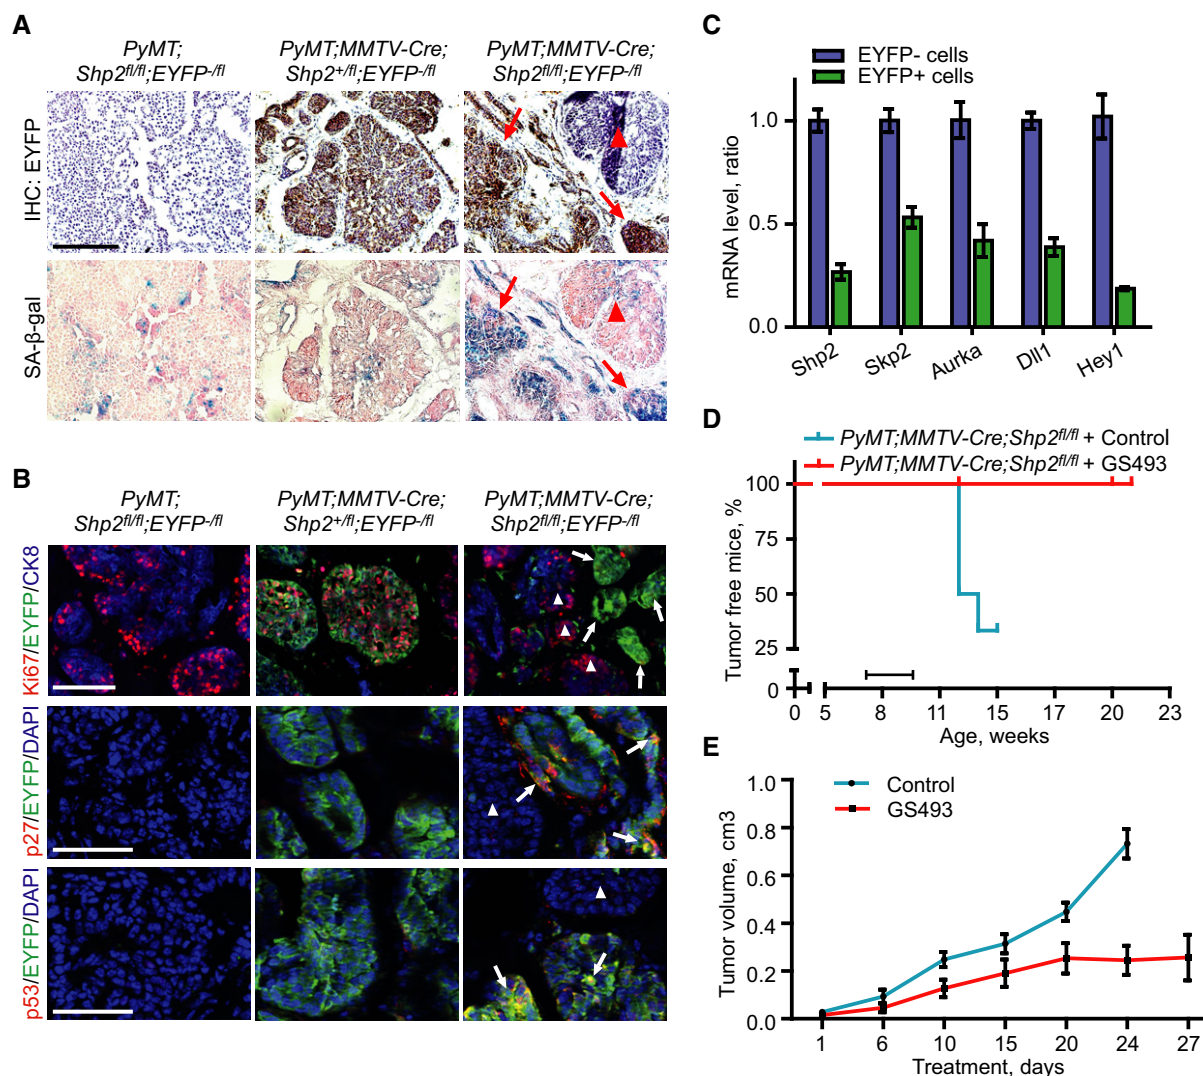 A
PyMT;
Shp2fl/fl;EYFP-/fl
PyMT;MMTV-Cre;
Shp2+/fl;EYFP-/fl
PyMT;MMTV-Cre;
Shp2fl/fl;EYFP-/fl
IHC: EYFP
SA-β-gal
B
PyMT;
Shp2fl/fl;EYFP-/fl
PyMT;MMTV-Cre;
Shp2+/fl;EYFP-/fl
PyMT;MMTV-Cre;
Shp2fl/fl;EYFP-/fl
Ki67/EYFP/CK8
p27/EYFP/DAPI
p53/EYFP/DAPI
C
EYFP- cells
EYFP+ cells
mRNA level, ratio
1.0
0.5
0.0
Shp2 Skp2 Aurka Dll1 Hey1
D
PyMT;MMTV-Cre;Shp2fl/fl + Control
PyMT;MMTV-Cre;Shp2fl/fl + GS493
Tumor free mice, %
100
75
50
25
0
0 5 8 11 15 17 20 23
Age, weeks
E
Control
GS493
Tumor volume, cm3
1.0
0.8
0.6
0.4
0.2
0.0
1 6 10 15 20 24 27
Treatment, days